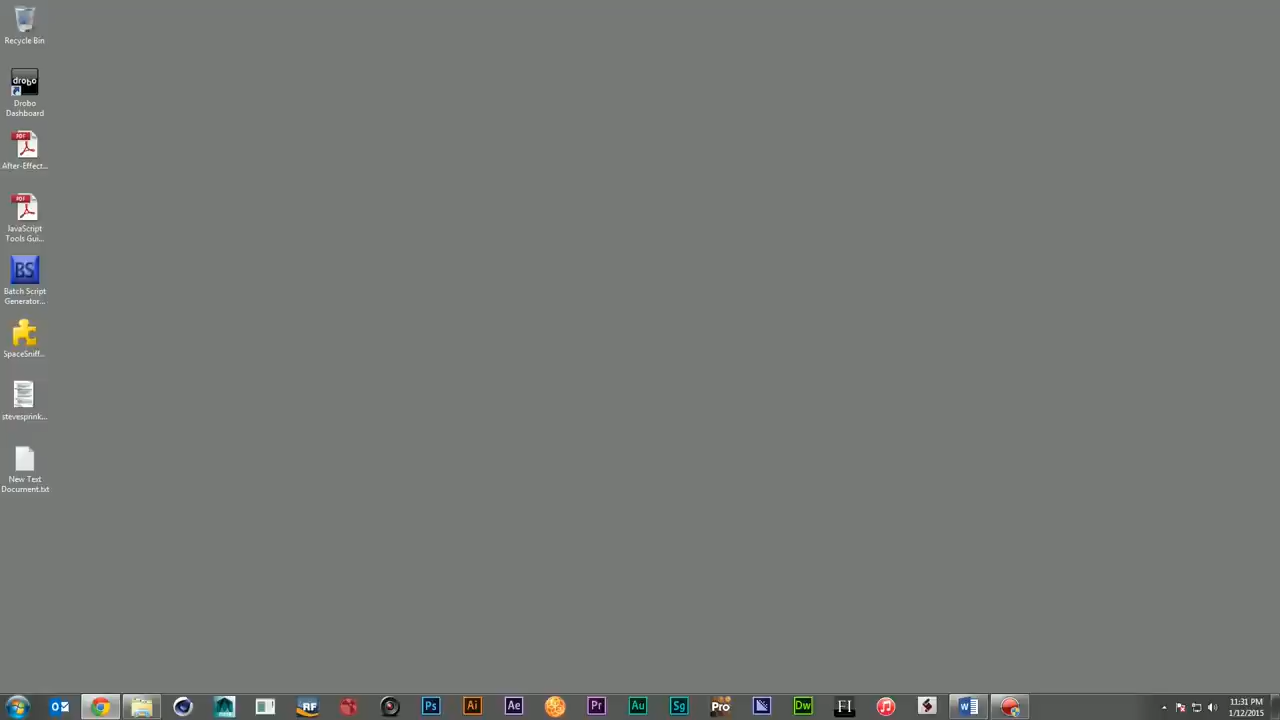 Recycle Bin
drobo
Drobo
Dashboard
PDF
After-Effect...
PDF
JavaScript
Tools Gui...
BS
Batch Script
Generator...
SpaceSniff...
stevesprink...
New Text
Document.txt
RF
Ps
Ai
Ae
Pr
Au
Sg
Pro
Dw
11:31 PM
1/12/2015